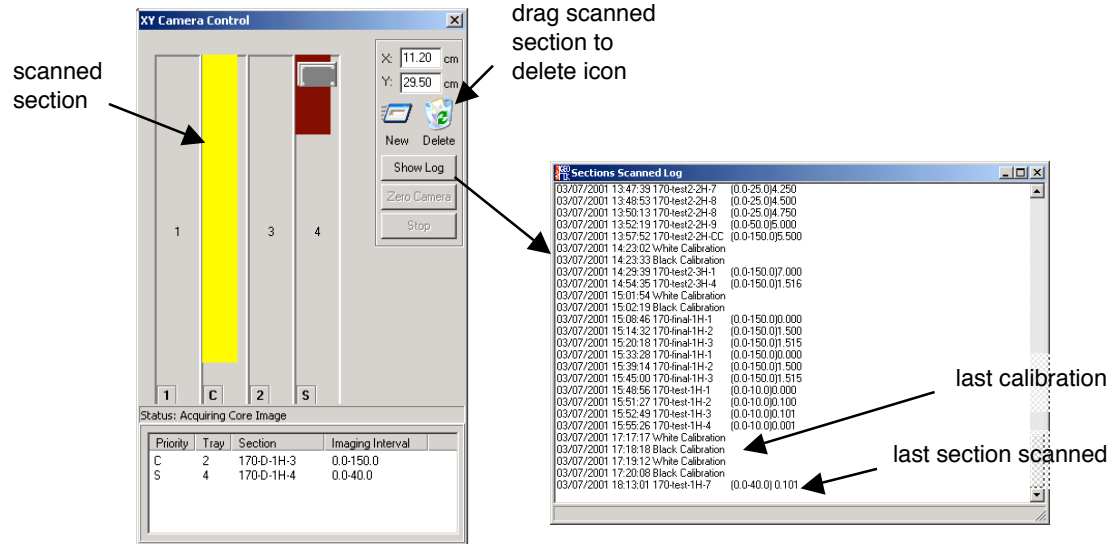 drag scanned
section to
delete icon
scanned
section
XY Camera Control
X: 11.20 cm
Y: 29.50 cm
New Delete
Show Log
Zero Camera
Stop
1 3 4
1 C 2 S
Status: Acquiring Core Image
Priority Tray Section Imaging Interval
C 2 170-D-1H-3 0.0-150.0
S 4 170-D-1H-4 0.0-40.0
Sections Scanned Log
03/07/2001 13:47:39 170-test2-2H-7 (0.0-25.0)4.250
03/07/2001 13:48:53 170-test2-2H-8 (0.0-25.0)4.500
03/07/2001 13:50:13 170-test2-2H-8 (0.0-25.0)4.750
03/07/2001 13:52:19 170-test2-2H-9 (0.0-50.0)5.000
03/07/2001 13:57:52 170-test2-2H-CC (0.0-150.0)5.500
03/07/2001 14:23:02 White Calibration
03/07/2001 14:23:33 Black Calibration
03/07/2001 14:29:39 170-test2-3H-1 (0.0-150.0)7.000
03/07/2001 14:54:35 170-test2-3H-4 (0.0-150.0)1.516
03/07/2001 15:01:54 White Calibration
03/07/2001 15:02:19 Black Calibration
03/07/2001 15:08:46 170-final-1H-1 (0.0-150.0)0.000
03/07/2001 15:14:32 170-final-1H-2 (0.0-150.0)1.500
03/07/2001 15:20:18 170-final-1H-3 (0.0-150.0)1.515
03/07/2001 15:33:28 170-final-1H-1 (0.0-150.0)0.000
03/07/2001 15:39:14 170-final-1H-2 (0.0-150.0)1.500
03/07/2001 15:45:00 170-final-1H-3 (0.0-150.0)1.515
03/07/2001 15:48:56 170-test-1H-1 (0.0-10.0)0.000
03/07/2001 15:51:27 170-test-1H-2 (0.0-10.0)0.100
03/07/2001 15:52:49 170-test-1H-3 (0.0-10.0)0.101
03/07/2001 15:55:26 170-test-1H-4 (0.0-10.0)0.001
03/07/2001 17:17:17 White Calibration
03/07/2001 17:18:18 Black Calibration
03/07/2001 17:19:12 White Calibration
03/07/2001 17:20:08 Black Calibration
03/07/2001 18:13:01 170-test-1H-7 (0.0-40.0) 0.101
last calibration
last section scanned